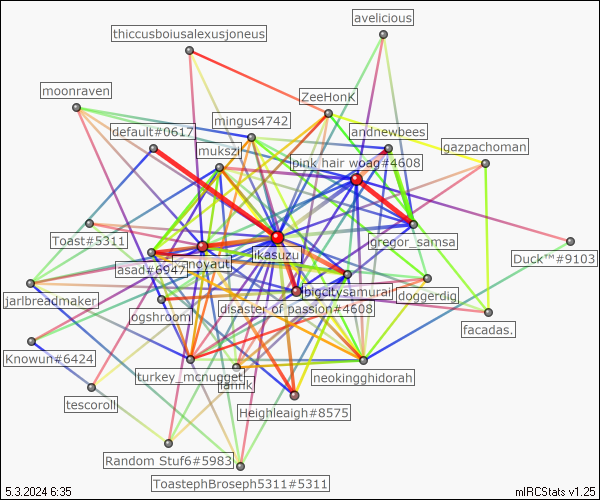 avelicious
thiccusboiusalexusjoneus
moonraven
ZeeHonK
mingus4742
default#0617
andnewbees
gazpachoman
mukszi
pink hair woag#4608
Toast#5311
gregor_samsa
ikasuzu
noyaut
Duck™#9103
asad#6947
bigcitysamurai
doggerdig
jarlbreadmaker
ogshroom
disaster of passion#4608
facadas.
Knowun#6424
turkey_mcnugget
neokingghidorah
tescoroll
Heighleaigh#8575
Random Stuf6#5983
ToastephBroseph5311#5311
5.3.2024 6:35
mIRCStats v1.25